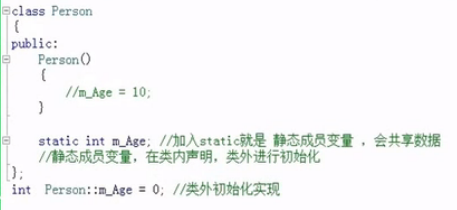 class Person
{
public:
Person()
{
//m_Age = 10;
}
static int m_Age; //加入static就是 静态成员变量 ，会共享数据
//静态成员变量，在类内声明，类外进行初始化
};
int Person::m_Age = 0; //类外初始化实现